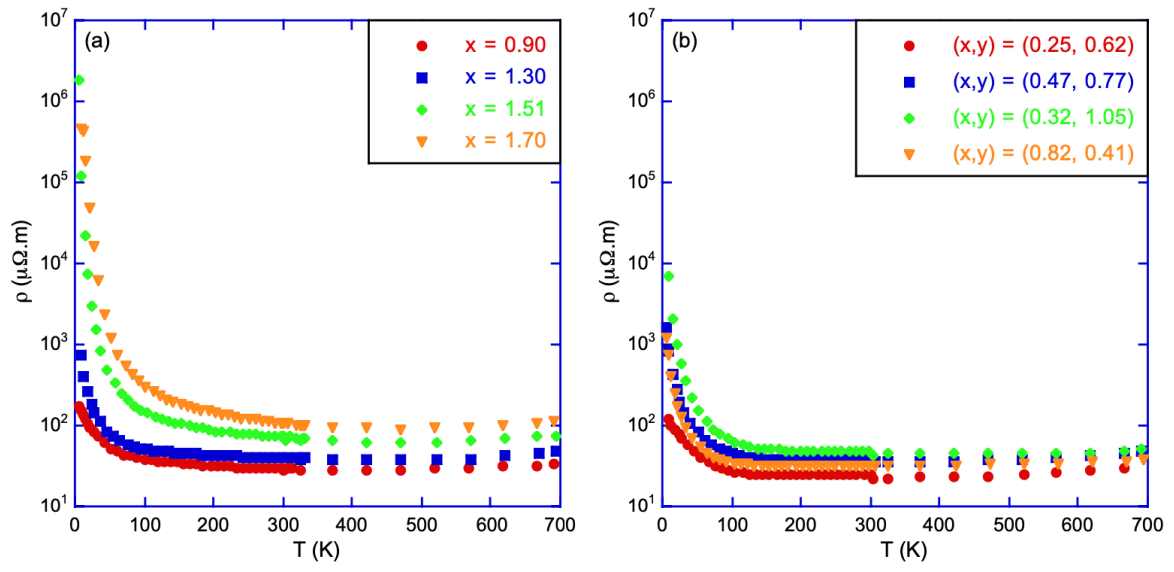 (a)
x = 0.90
x = 1.30
x = 1.51
x = 1.70
10⁷
10⁶
10⁵
10⁴
10³
10²
10¹
ρ (μΩ.m)
0 100 200 300 400 500 600 700
T (K)
(b)
(x,y) = (0.25, 0.62)
(x,y) = (0.47, 0.77)
(x,y) = (0.32, 1.05)
(x,y) = (0.82, 0.41)
10⁷
10⁶
10⁵
10⁴
10³
10²
10¹
ρ (μΩ.m)
0 100 200 300 400 500 600 700
T (K)